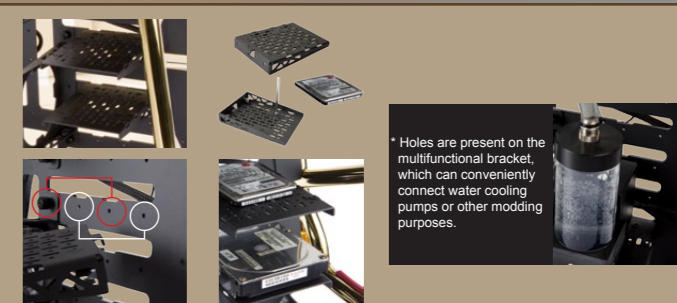 * Holes are present on the
multifunctional bracket,
which can conveniently
connect water cooling
pumps or other modding
purposes.